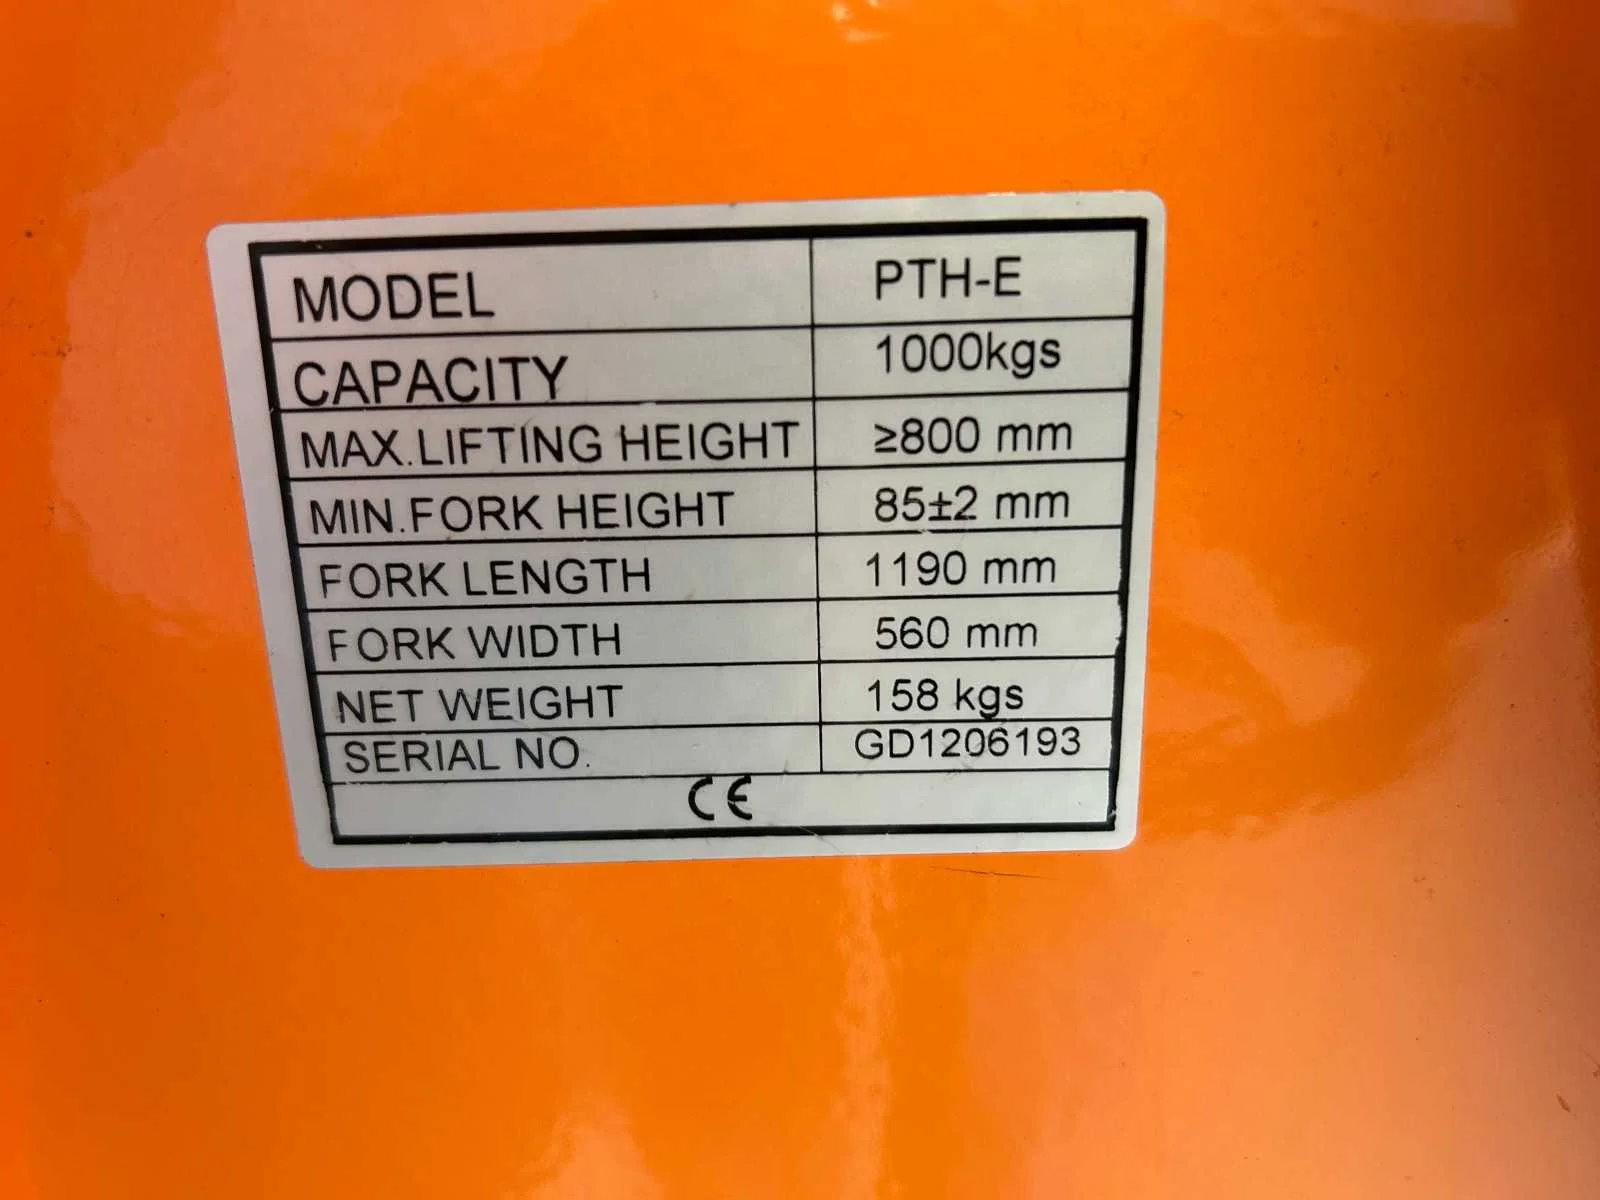 MODEL PTH-E
CAPACITY 1000kgs
MAX.LIFTING HEIGHT ≥800 mm
MIN.FORK HEIGHT 85±2 mm
FORK LENGTH 1190 mm
FORK WIDTH 560 mm
NET WEIGHT 158 kgs
SERIAL NO. GD1206193
CE